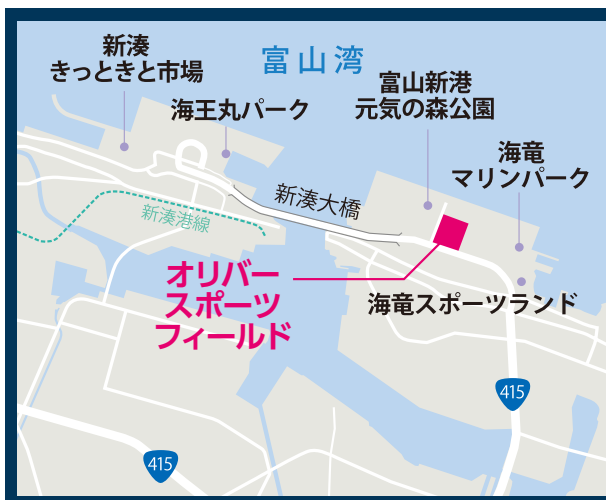 新湊
きっときと市場
富山湾
海王丸パーク
富山新港
元気の森公園
海竜
マリンパーク
新湊大橋
新湊港線
オリバー
スポーツ
フィールド
海竜スポーツランド
415
415